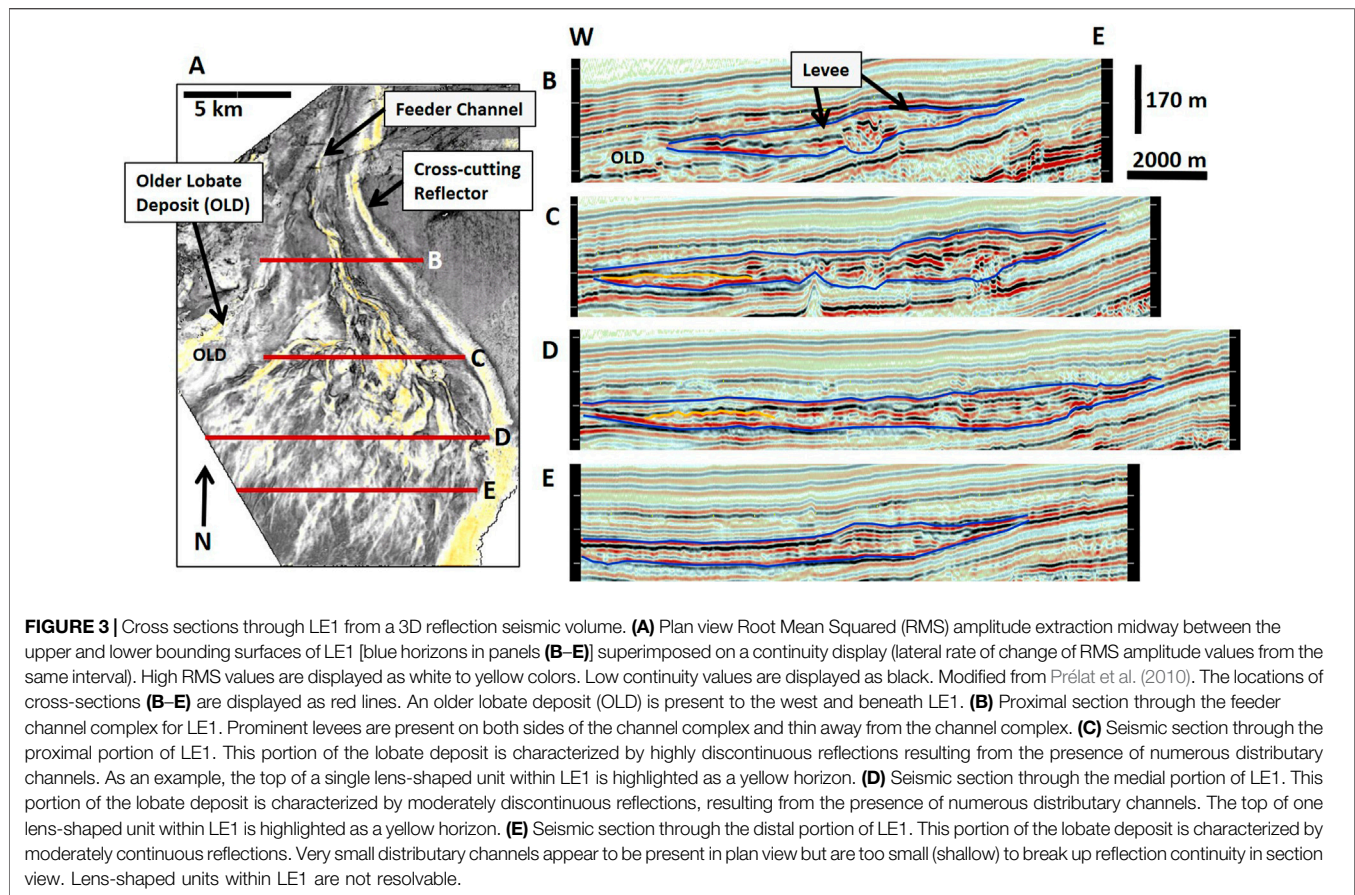 A
5 km
Feeder Channel
Cross-cutting
Reflector
Older Lobate
Deposit (OLD)
B
OLD
C
D
E
N
W
E
B
Levee
OLD
170 m
2000 m
C
D
E
FIGURE 3 | Cross sections through LE1 from a 3D reflection seismic volume. (A) Plan view Root Mean Squared (RMS) amplitude extraction midway between the
upper and lower bounding surfaces of LE1 [blue horizons in panels (B–E)] superimposed on a continuity display (lateral rate of change of RMS amplitude values from the
same interval). High RMS values are displayed as white to yellow colors. Low continuity values are displayed as black. Modified from Prélat et al. (2010). The locations of
cross-sections (B–E) are displayed as red lines. An older lobate deposit (OLD) is present to the west and beneath LE1. (B) Proximal section through the feeder
channel complex for LE1. Prominent levees are present on both sides of the channel complex and thin away from the channel complex. (C) Seismic section through the
proximal portion of LE1. This portion of the lobate deposit is characterized by highly discontinuous reflections resulting from the presence of numerous distributary
channels. As an example, the top of a single lens-shaped unit within LE1 is highlighted as a yellow horizon. (D) Seismic section through the medial portion of LE1. This
portion of the lobate deposit is characterized by moderately discontinuous reflections, resulting from the presence of numerous distributary channels. The top of one
lens-shaped unit within LE1 is highlighted as a yellow horizon. (E) Seismic section through the distal portion of LE1. This portion of the lobate deposit is characterized by
moderately continuous reflections. Very small distributary channels appear to be present in plan view but are too small (shallow) to break up reflection continuity in section
view. Lens-shaped units within LE1 are not resolvable.